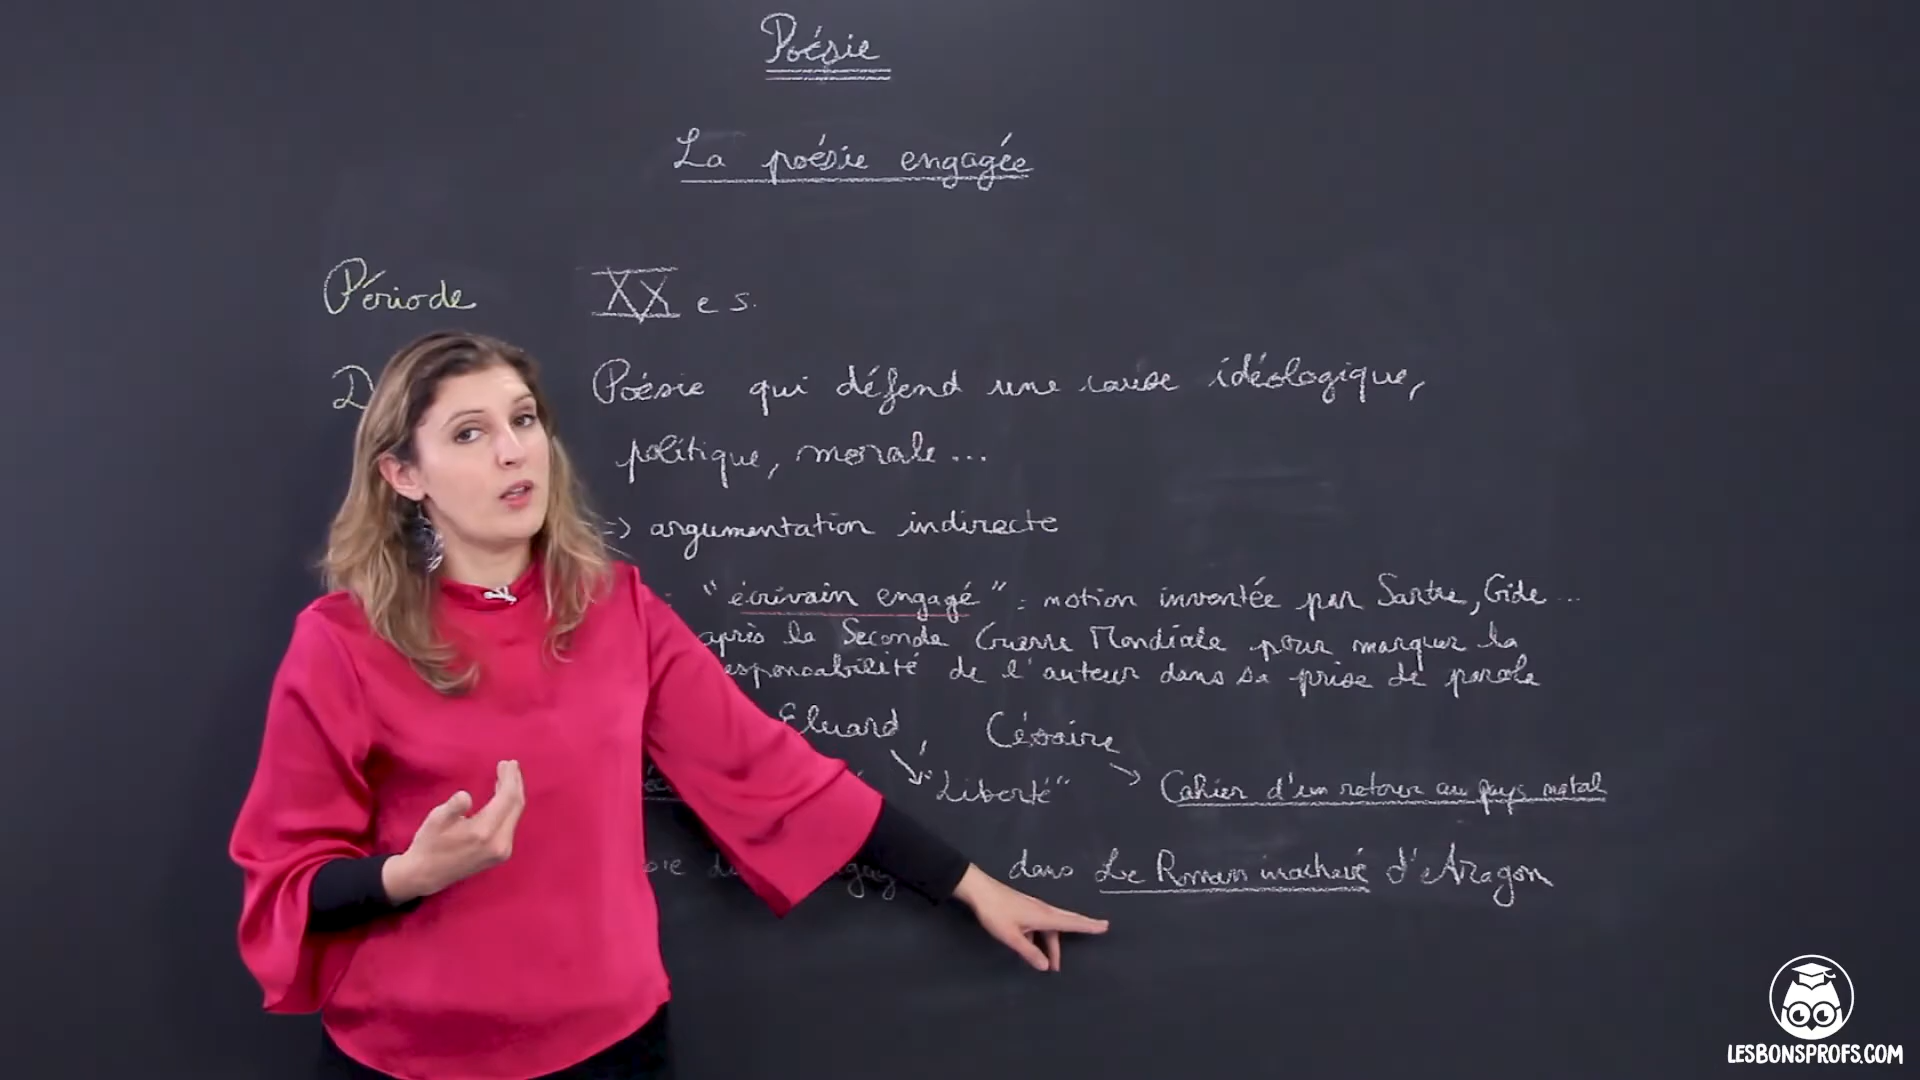 Poésie
La poésie engagée
Période XX e s.
D
Poésie qui défend une cause idéologique,
politique, morale...
=> argumentation indirecte
"écrivain engagé" : notion inventée par Sartre, Gide...
après la Seconde Guerre Mondiale pour marquer la
responsabilité de l'auteur dans sa prise de parole
Eluard, Césaire
"Liberté" Cahier d'un retour au pays natal
dans Le Roman inachevé d'Aragon
LESBONSPROFS.COM